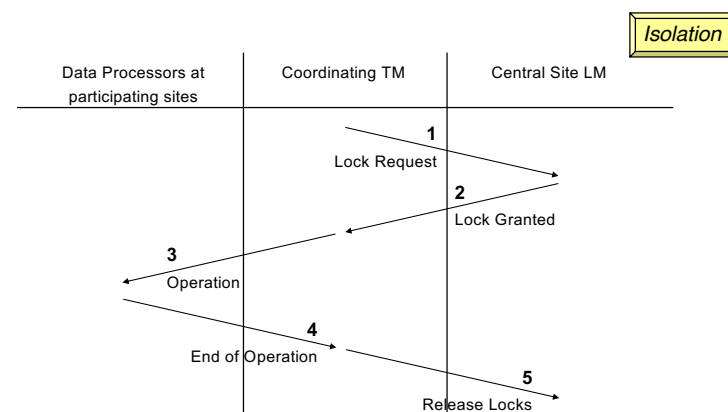 Isolation
Data Processors at
participating sites
Coordinating TM
Central Site LM
1
Lock Request
2
Lock Granted
3
Operation
4
End of Operation
5
Release Locks